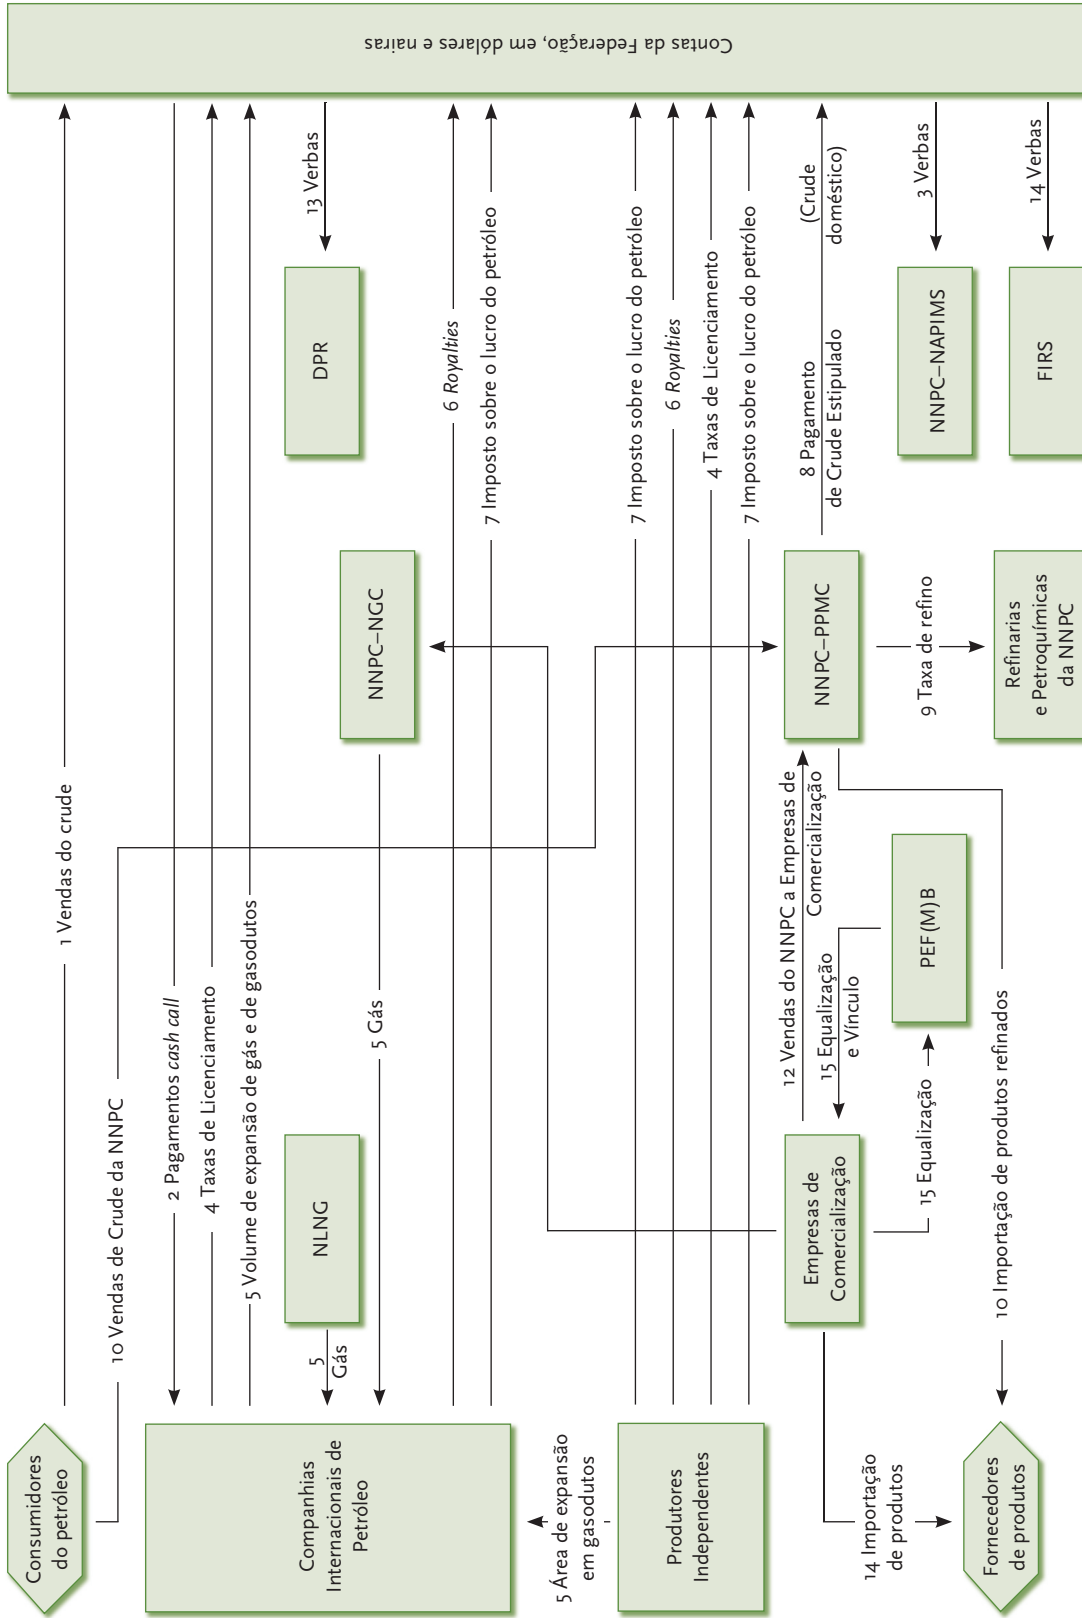 Consumidores
do petróleo
1 Vendas do crude
10 Vendas de Crude da NNPC
Companhias
Internacionais de
Petróleo
2 Pagamentos cash call
4 Taxas de Licenciamento
5 Volume de expansão de gás e de gasodutos
NLNG
5
Gás
5 Gás
NNPC–NGC
DPR
13 Verbas
6 Royalties
7 Imposto sobre o lucro do petróleo
5 Área de expansão
em gasodutos
Produtores
Independentes
7 Imposto sobre o lucro do petróleo
6 Royalties
4 Taxas de Licenciamento
7 Imposto sobre o lucro do petróleo
Empresas de
Comercialização
12 Vendas do NNPC a Empresas de
Comercialização
15 Equalização
e Vínculo
15 Equalização
PEF(M)B
NNPC–PPMC
8 Pagamento
de Crude Estipulado
(Crude
doméstico)
9 Taxa de refino
Refinarias
e Petroquímicas
da NNPC
NNPC–NAPIMS
3 Verbas
FIRS
14 Verbas
14 Importação
de produtos
Fornecedores
de produtos
10 Importação de produtos refinados
Contas da Federação, em dólares e nairas